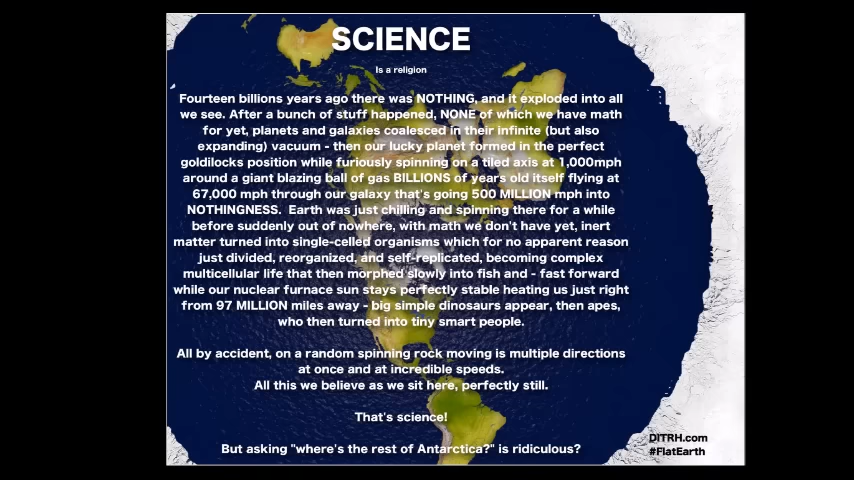 SCIENCE
Is a religion
Fourteen billions years ago there was NOTHING, and it exploded into all
we see. After a bunch of stuff happened, NONE of which we have math
for yet, planets and galaxies coalesced in their infinite (but also
expanding) vacuum - then our lucky planet formed in the perfect
goldilocks position while furiously spinning on a tiled axis at 1,000mph
around a giant blazing ball of gas BILLIONS of years old itself flying at
67,000 mph through our galaxy that's going 500 MILLION mph into
NOTHINGNESS. Earth was just chilling and spinning there for a while
before suddenly out of nowhere, with math we don't have yet, inert
matter turned into single-celled organisms which for no apparent reason
just divided, reorganized, and self-replicated, becoming complex
multicellular life that then morphed slowly into fish and - fast forward
while our nuclear furnace sun stays perfectly stable heating us just right
from 97 MILLION miles away - big simple dinosaurs appear, then apes,
who then turned into tiny smart people.
All by accident, on a random spinning rock moving is multiple directions
at once and at incredible speeds.
All this we believe as we sit here, perfectly still.
That's science!
But asking "where's the rest of Antarctica?" is ridiculous?
DITRH.com
#FlatEarth